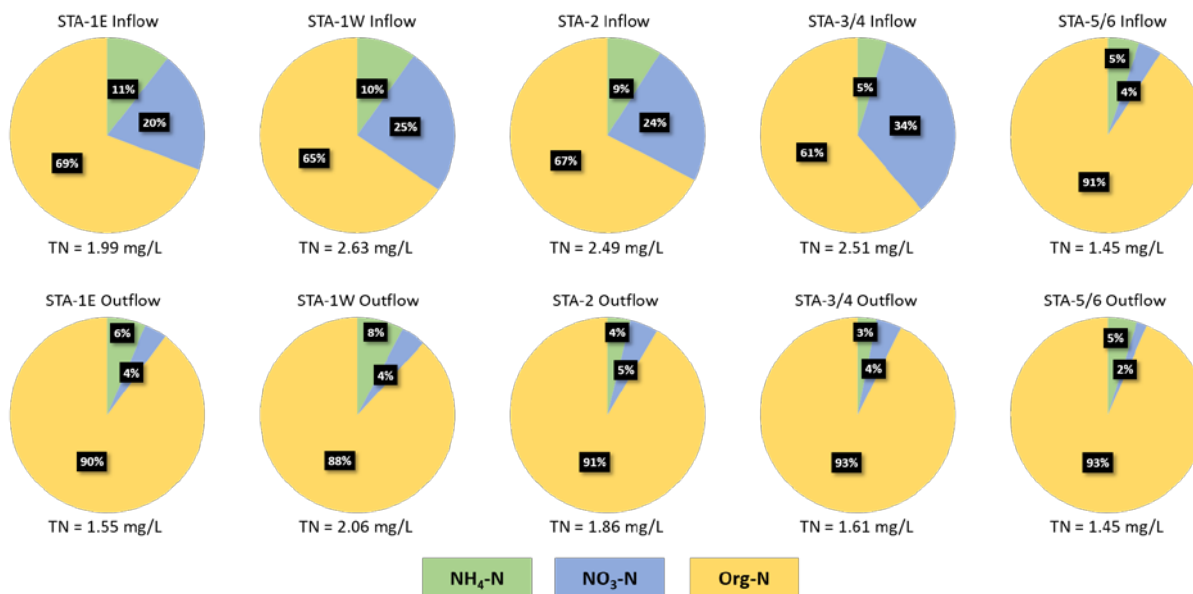 STA-1E Inflow
11%
20%
69%
TN = 1.99 mg/L
STA-1W Inflow
10%
25%
65%
TN = 2.63 mg/L
STA-2 Inflow
9%
24%
67%
TN = 2.49 mg/L
STA-3/4 Inflow
5%
34%
61%
TN = 2.51 mg/L
STA-5/6 Inflow
5%
4%
91%
TN = 1.45 mg/L
STA-1E Outflow
6%
4%
90%
TN = 1.55 mg/L
STA-1W Outflow
8%
4%
88%
TN = 2.06 mg/L
STA-2 Outflow
4%
5%
91%
TN = 1.86 mg/L
STA-3/4 Outflow
3%
4%
93%
TN = 1.61 mg/L
STA-5/6 Outflow
5%
2%
93%
TN = 1.45 mg/L
NH₄-N
NO₃-N
Org-N